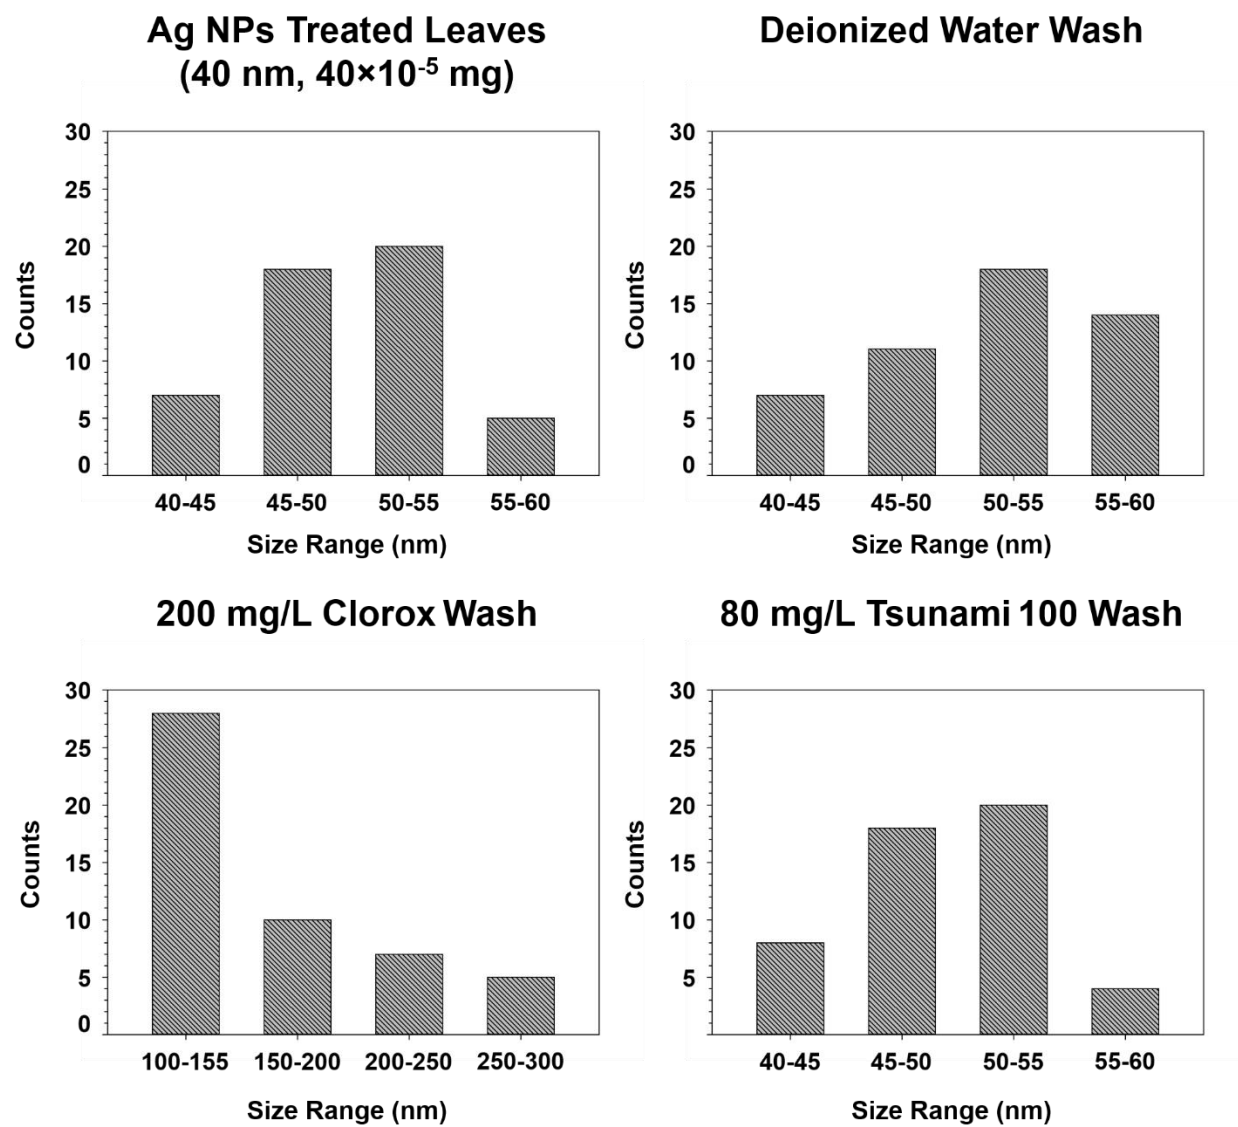 Ag NPs Treated Leaves
(40 nm, 40×10⁻⁵ mg)
30
25
20
15
10
5
0
Counts
40-45 45-50 50-55 55-60
Size Range (nm)
Deionized Water Wash
30
25
20
15
10
5
0
Counts
40-45 45-50 50-55 55-60
Size Range (nm)
200 mg/L Clorox Wash
30
25
20
15
10
5
0
Counts
100-155 150-200 200-250 250-300
Size Range (nm)
80 mg/L Tsunami 100 Wash
30
25
20
15
10
5
Counts
40-45 45-50 50-55 55-60
Size Range (nm)